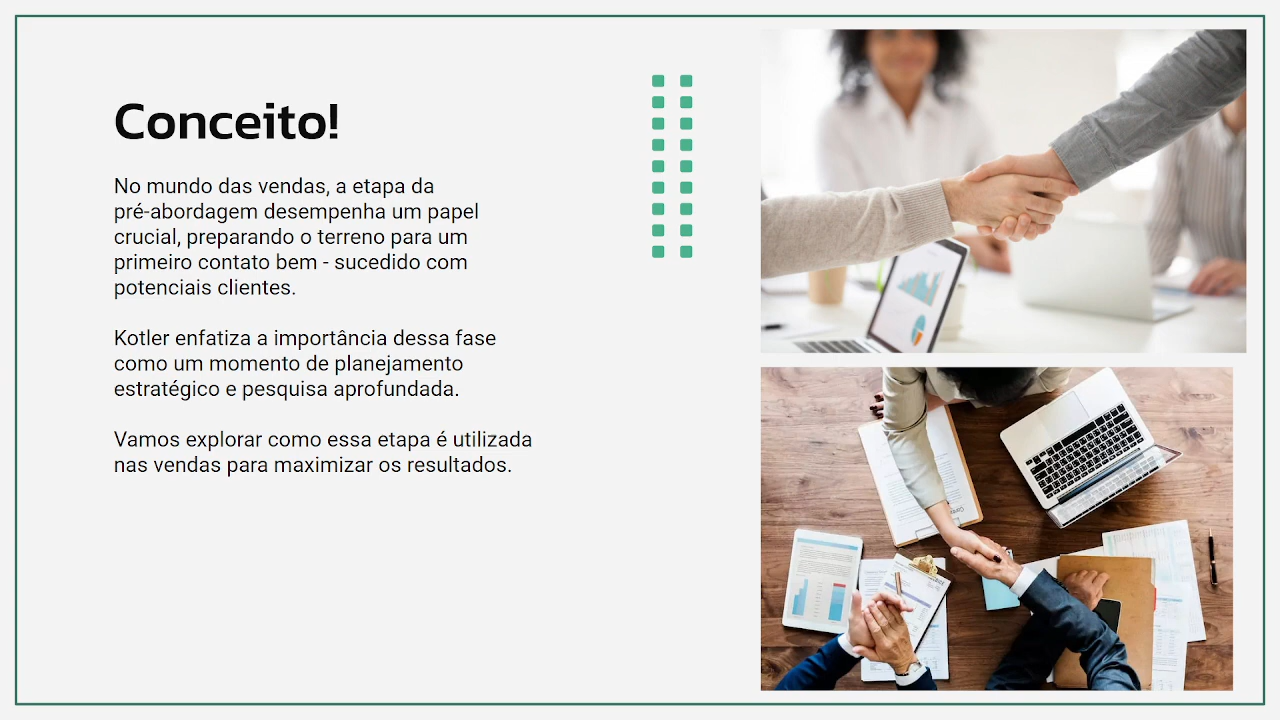 Conceito!
No mundo das vendas, a etapa da
pré-abordagem desempenha um papel
crucial, preparando o terreno para um
primeiro contato bem - sucedido com
potenciais clientes.
Kotler enfatiza a importância dessa fase
como um momento de planejamento
estratégico e pesquisa aprofundada.
Vamos explorar como essa etapa é utilizada
nas vendas para maximizar os resultados.